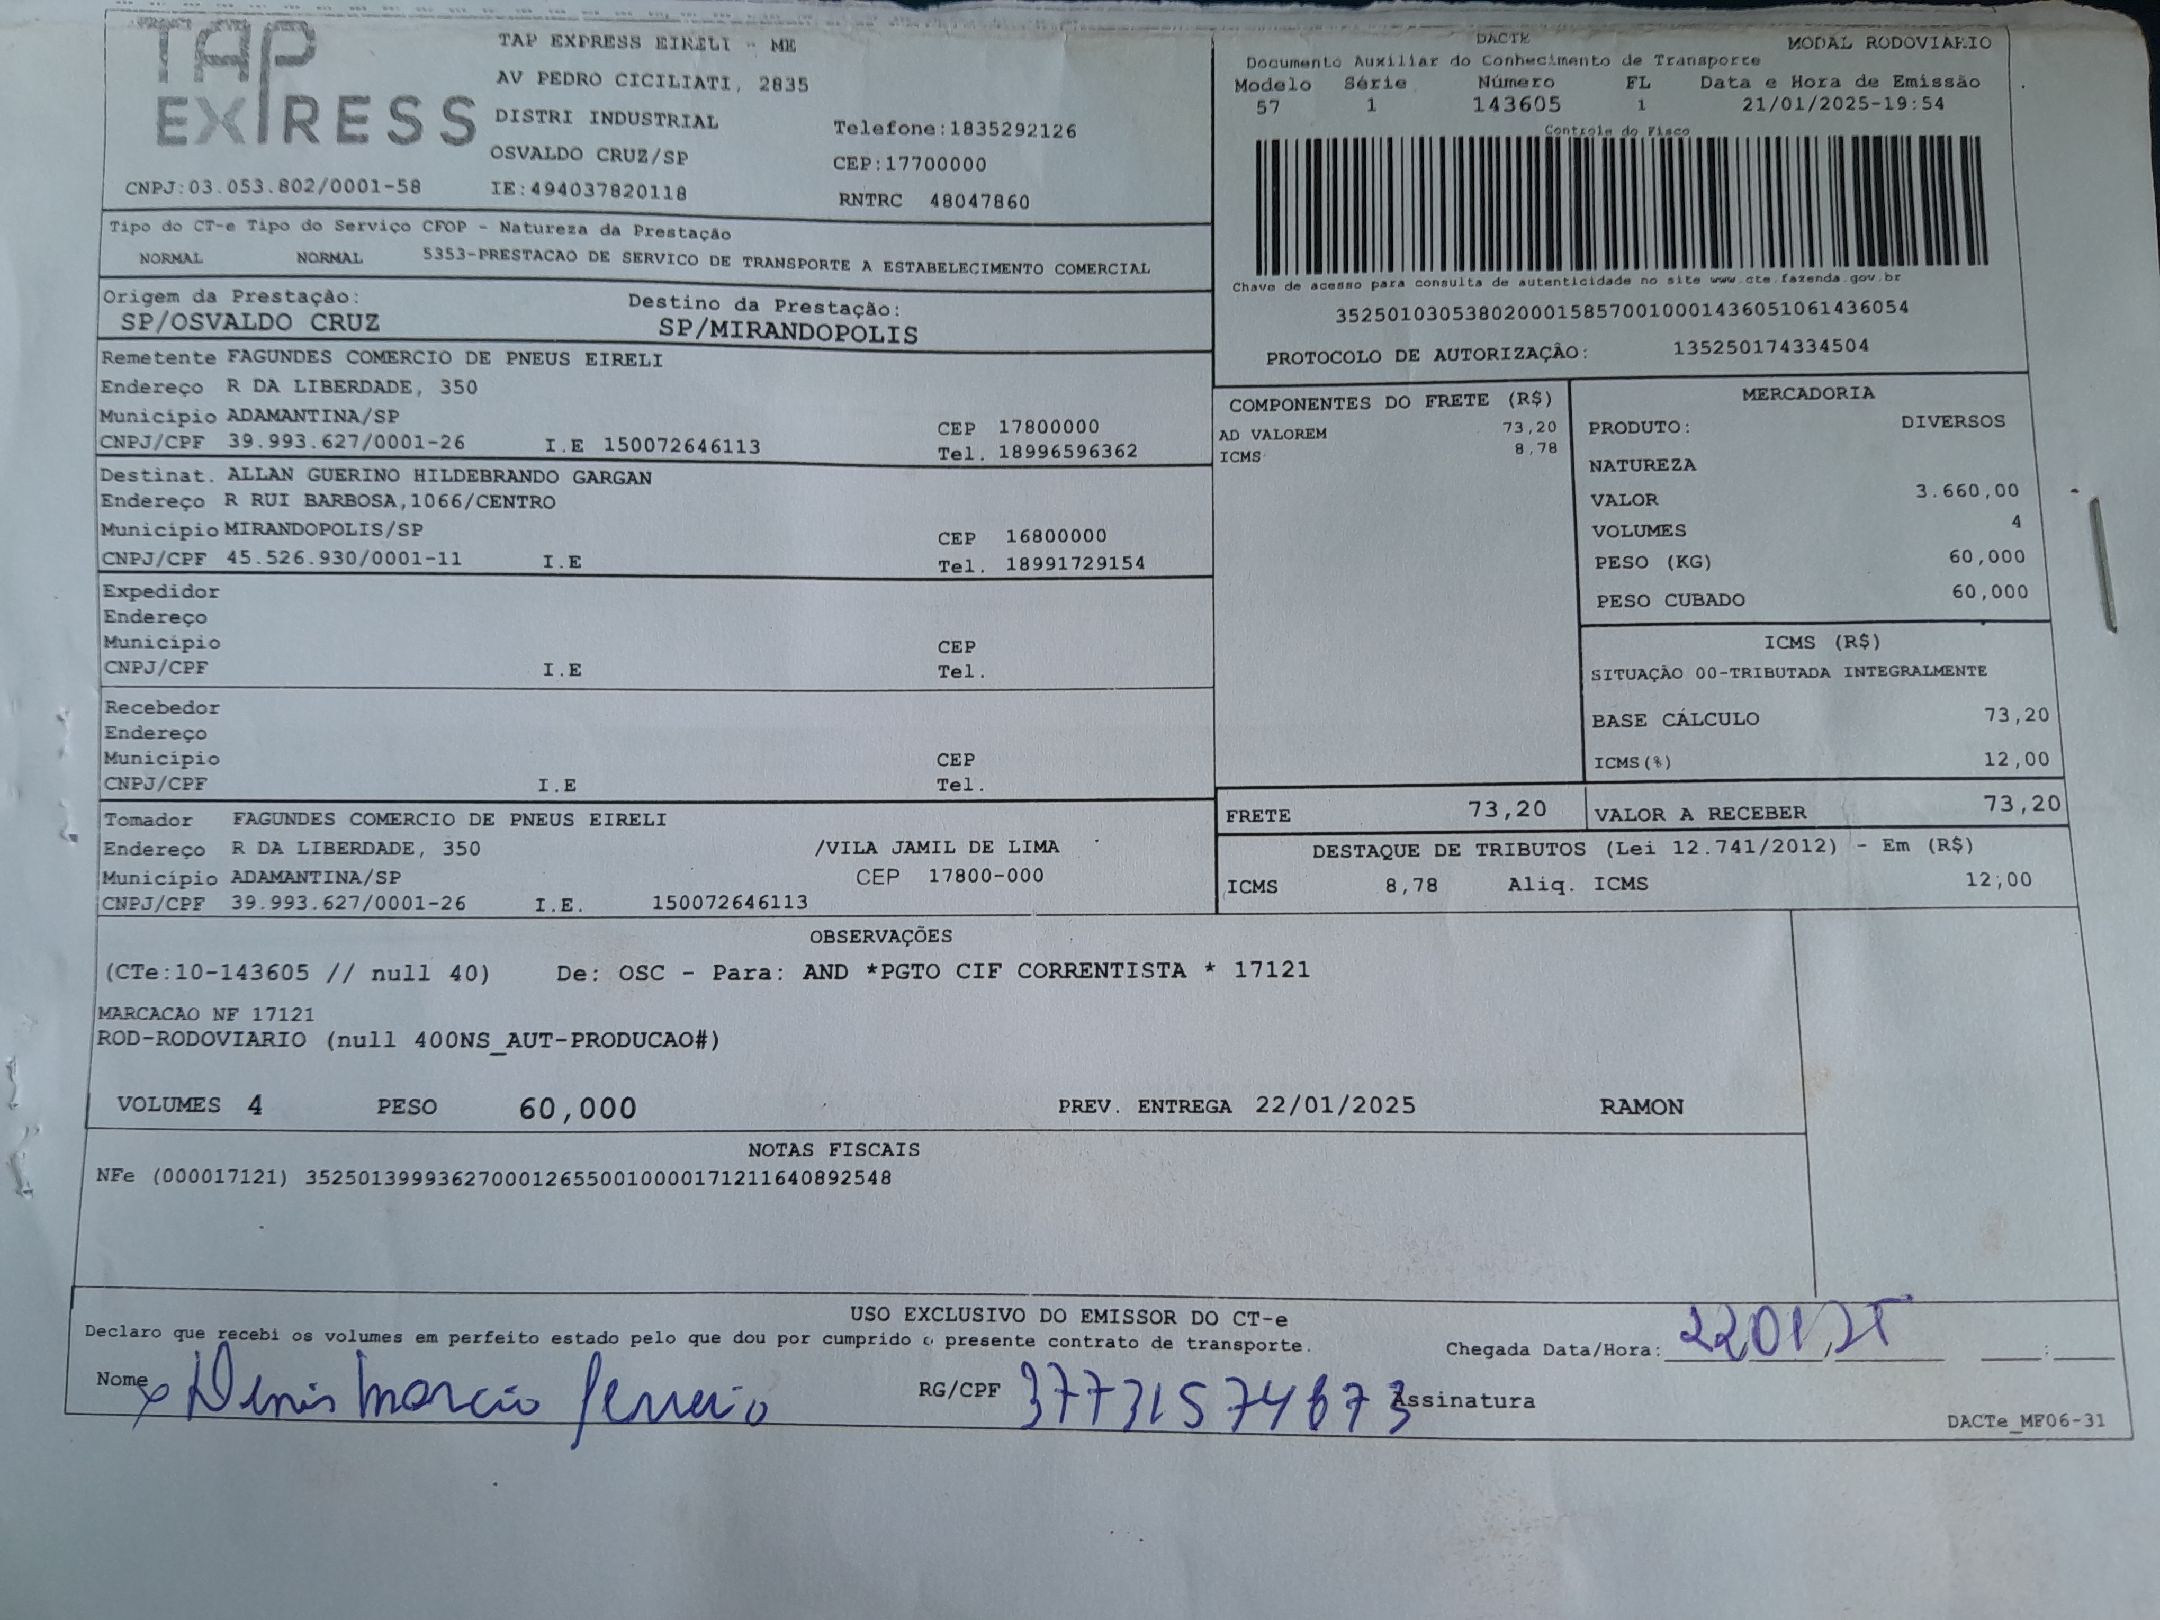 TAP
EXPRESS
CNPJ:03.053.802/0001-58
TAP EXPRESS EIRELI - ME
AV PEDRO CICILIATI, 2835
DISTRI INDUSTRIAL
OSVALDO CRUZ/SP
IE:494037820118
Telefone:1835292126
CEP:17700000
RNTRC 48047860
DACTE MODAL RODOVIARIO
Documento Auxiliar do Conhecimento de Transporte
Modelo Série Número FL Data e Hora de Emissão
57 1 143605 1 21/01/2025-19:54
Controle do Fisco
Chave de acesso para consulta de autenticidade no site www.cte.fazenda.gov.br
35250103053802000158570010001436051061436054
PROTOCOLO DE AUTORIZAÇÃO: 135250174334504
Tipo do CT-e Tipo do Serviço CFOP - Natureza da Prestação
NORMAL NORMAL 5353-PRESTACAO DE SERVICO DE TRANSPORTE A ESTABELECIMENTO COMERCIAL
Origem da Prestação: Destino da Prestação:
SP/OSVALDO CRUZ SP/MIRANDOPOLIS
Remetente FAGUNDES COMERCIO DE PNEUS EIRELI
Endereço R DA LIBERDADE, 350
Município ADAMANTINA/SP CEP 17800000
CNPJ/CPF 39.993.627/0001-26 I.E 150072646113 Tel. 18996596362
Destinat. ALLAN GUERINO HILDEBRANDO GARGAN
Endereço R RUI BARBOSA,1066/CENTRO
Município MIRANDOPOLIS/SP CEP 16800000
CNPJ/CPF 45.526.930/0001-11 I.E Tel. 18991729154
Expedidor
Endereço
Município CEP
CNPJ/CPF I.E Tel.
Recebedor
Endereço
Município CEP
CNPJ/CPF I.E Tel.
Tomador FAGUNDES COMERCIO DE PNEUS EIRELI
Endereço R DA LIBERDADE, 350 /VILA JAMIL DE LIMA
Município ADAMANTINA/SP CEP 17800-000
CNPJ/CPF 39.993.627/0001-26 I.E. 150072646113
COMPONENTES DO FRETE (R$)
AD VALOREM 73,20
ICMS 8,78
MERCADORIA
PRODUTO: DIVERSOS
NATUREZA
VALOR 3.660,00
VOLUMES 4
PESO (KG) 60,000
PESO CUBADO 60,000
ICMS (R$)
SITUAÇÃO 00-TRIBUTADA INTEGRALMENTE
BASE CÁLCULO 73,20
ICMS(%) 12,00
FRETE 73,20 VALOR A RECEBER 73,20
DESTAQUE DE TRIBUTOS (Lei 12.741/2012) - Em (R$)
ICMS 8,78 Aliq. ICMS 12,00
OBSERVAÇÕES
(CTe:10-143605 // null 40) De: OSC - Para: AND *PGTO CIF CORRENTISTA * 17121
MARCACAO NF 17121
ROD-RODOVIARIO (null 400NS_AUT-PRODUCAO#)
VOLUMES 4 PESO 60,000 PREV. ENTREGA 22/01/2025 RAMON
NOTAS FISCAIS
NFe (000017121) 35250139993627000126550010000171211640892548
USO EXCLUSIVO DO EMISSOR DO CT-e
Declaro que recebi os volumes em perfeito estado pelo que dou por cumprido o presente contrato de transporte. Chegada Data/Hora: 22 01 25
Nome Denis Marcio Ferreira RG/CPF 37731574673 Assinatura
DACTe_MF06-31